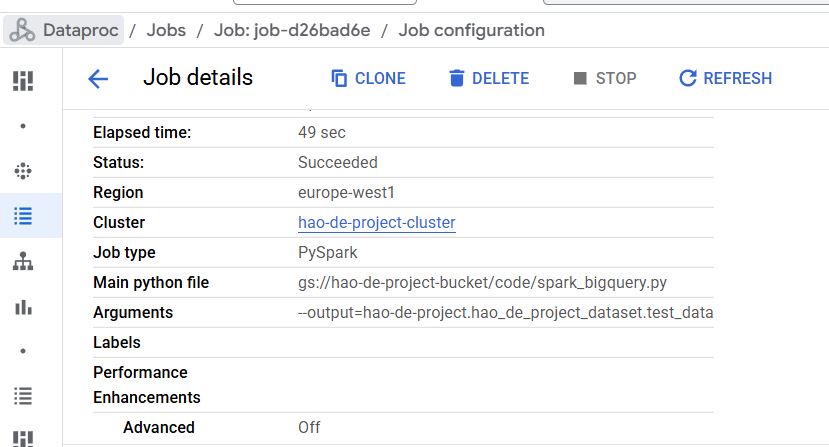 Dataproc / Jobs / Job: job-d26bad6e / Job configuration
Job details CLONE DELETE STOP REFRESH
Elapsed time: 49 sec
Status: Succeeded
Region europe-west1
Cluster hao-de-project-cluster
Job type PySpark
Main python file gs://hao-de-project-bucket/code/spark_bigquery.py
Arguments --output=hao-de-project.hao_de_project_dataset.test_data
Labels
Performance
Enhancements
Advanced Off